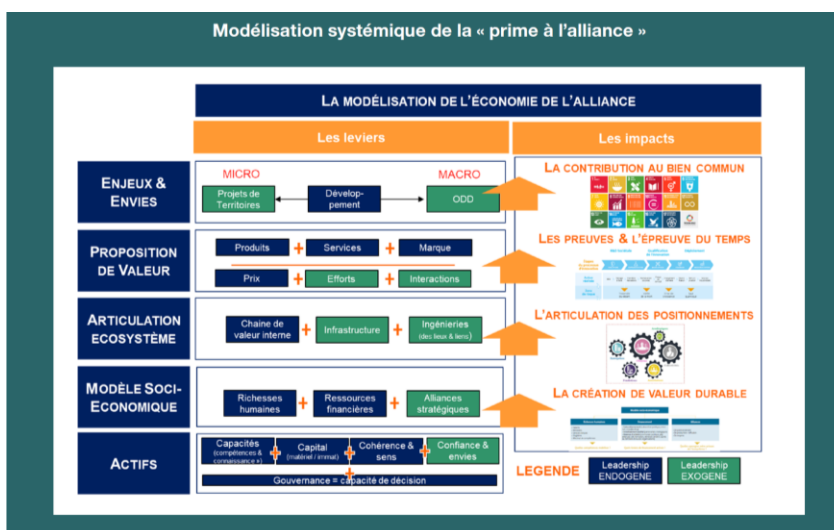 Modélisation systémique de la « prime à l'alliance »
LA MODÉLISATION DE L'ÉCONOMIE DE L'ALLIANCE
Les leviers
Les impacts
ENJEUX &
ENVIES
MICRO
MACRO
Projets de
Territoires
Dévelop-
pement
ODD
LA CONTRIBUTION AU BIEN COMMUN
PROPOSITION
DE VALEUR
Produits + Services + Marque
Prix + Efforts + Interactions
LES PREUVES & L'ÉPREUVE DU TEMPS
ARTICULATION
ECOSYSTÈME
Chaine de
valeur interne
+ Infrastructure +
Ingénieries
(des lieux & liens)
L'ARTICULATION DES POSITIONNEMENTS
MODÈLE SOCI-
ECONOMIQUE
Richesses
humaines
+
Ressources
financières
+
Alliances
stratégiques
LA CRÉATION DE VALEUR DURABLE
ACTIFS
Capacités
(compétences &
connaissance »)
+
Capital
(matériel / immat)
+
Cohérence &
sens
+
Confiance &
envies
+
Gouvernance = capacité de décision
LEGENDE
Leadership
ENDOGENE
Leadership
EXOGENE